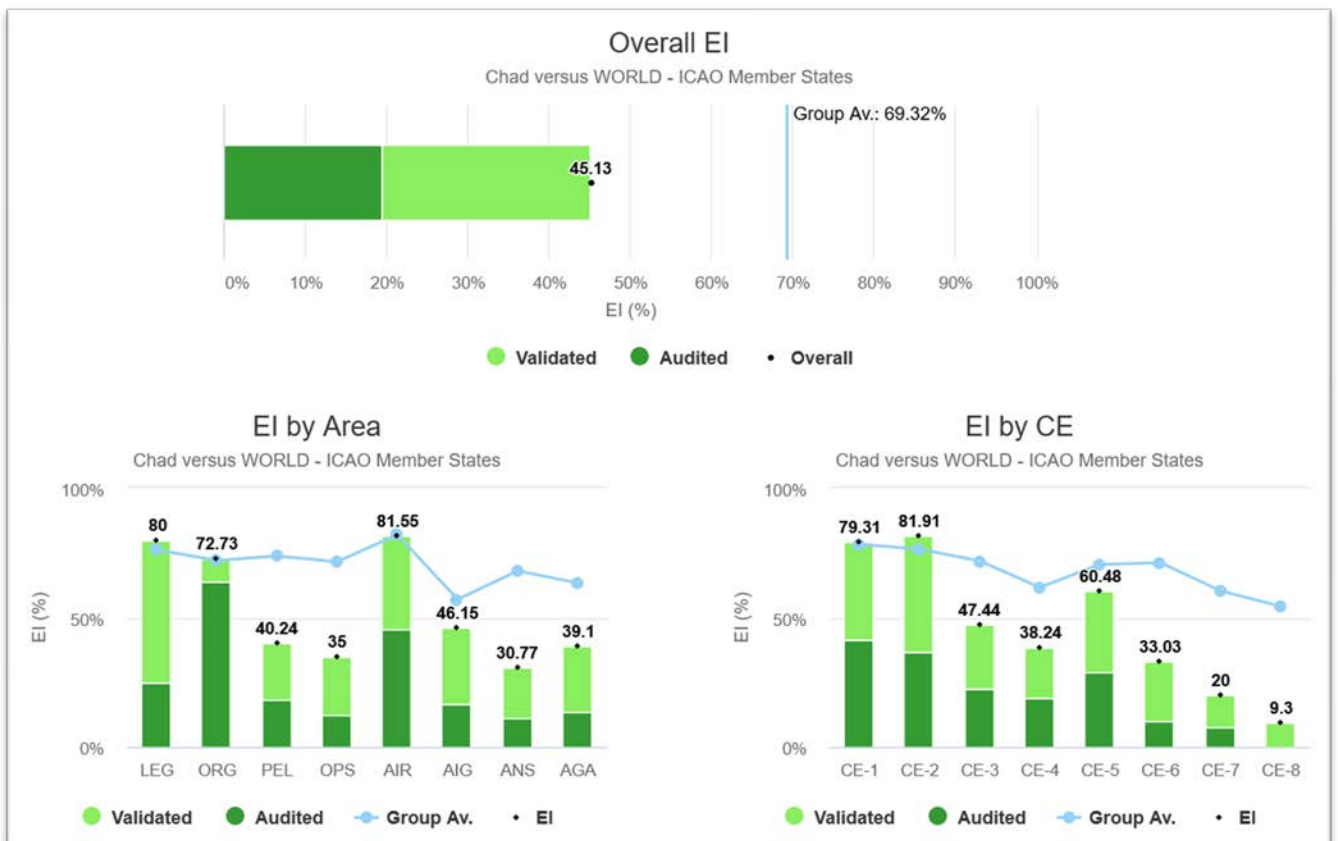 Overall EI
Chad versus WORLD - ICAO Member States
Group Av.: 69.32%
45.13
0% 10% 20% 30% 40% 50% 60% 70% 80% 90% 100%
EI (%)
Validated Audited Overall
EI by Area
Chad versus WORLD - ICAO Member States
100%
50%
0%
EI (%)
80 72.73 40.24 35 81.55 46.15 30.77 39.1
LEG ORG PEL OPS AIR AIG ANS AGA
Validated Audited Group Av. EI
EI by CE
Chad versus WORLD - ICAO Member States
100%
50%
0%
EI (%)
79.31 81.91 47.44 38.24 60.48 33.03 20 9.3
CE-1 CE-2 CE-3 CE-4 CE-5 CE-6 CE-7 CE-8
Validated Audited Group Av. EI